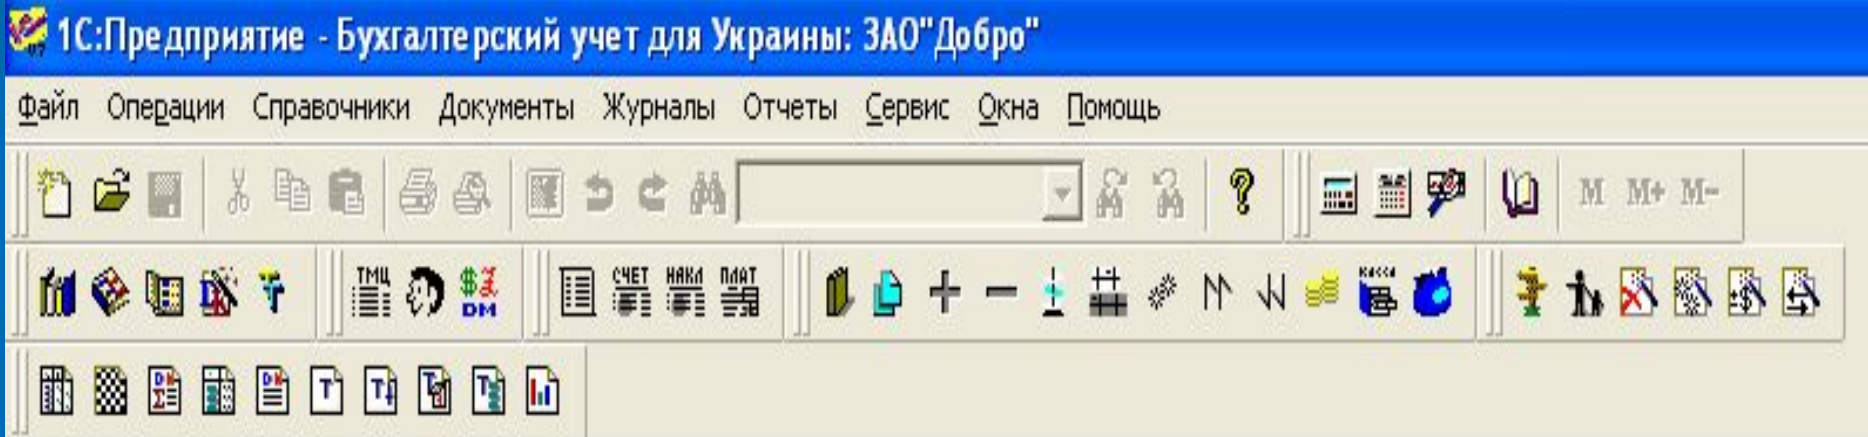 1С:Предприятие - Бухгалтерский учет для Украины: ЗАО"Добро"
Файл Операции Справочники Документы Журналы Отчеты Сервис Окна Помощь
M M+ M-
ТМЦ $ DM СЧЕТ НАКЛ ПЛАТ КАССА
T T T T